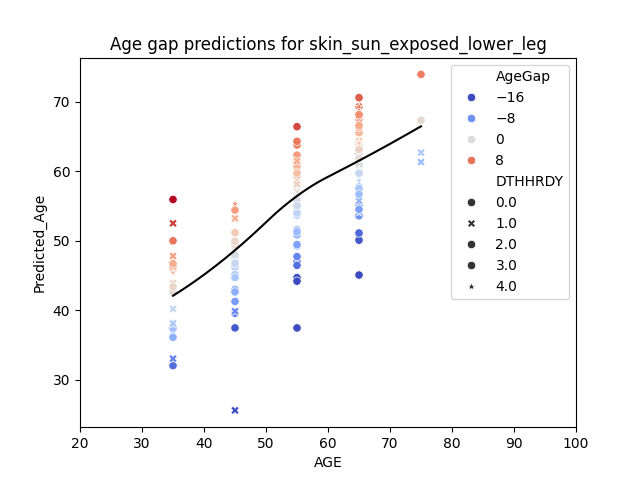 Age gap predictions for skin_sun_exposed_lower_leg
Predicted_Age
70
60
50
40
30
20 30 40 50 60 70 80 90 100
AGE
AgeGap
−16
−8
0
8
DTHHRDY
0.0
1.0
2.0
3.0
4.0